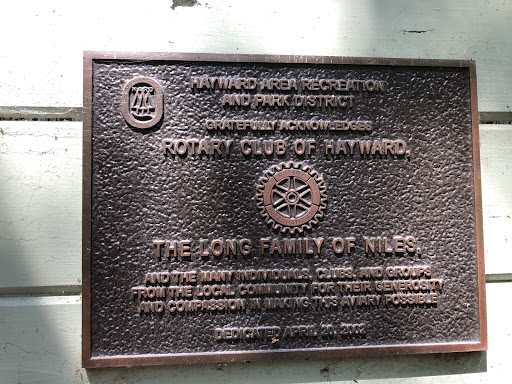 HAYWARD AREA RECREATION
AND PARK DISTRICT
GRATEFULLY ACKNOWLEDGES
ROTARY CLUB OF HAYWARD,
THE LONG FAMILY OF NILES,
AND THE MANY INDIVIDUALS, CLUBS, AND GROUPS
FROM THE LOCAL COMMUNITY FOR THEIR GENEROSITY
AND COMPASSION IN MAKING THIS AVIARY POSSIBLE
DEDICATED APRIL 20, 2002